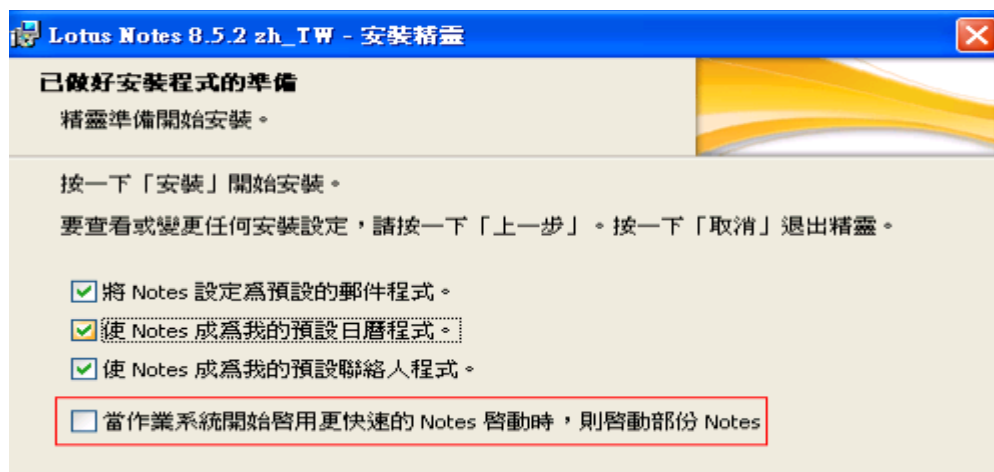 Lotus Notes 8.5.2 zh_TW - 安裝精靈
已做好安裝程式的準備
精靈準備開始安裝。
按一下「安裝」開始安裝。
要查看或變更任何安裝設定，請按一下「上一步」。按一下「取消」退出精靈。
將 Notes 設定為預設的郵件程式。
使 Notes 成為我的預設日曆程式。
使 Notes 成為我的預設聯絡人程式。
當作業系統開始啓用更快速的 Notes 啓動時，則啓動部份 Notes